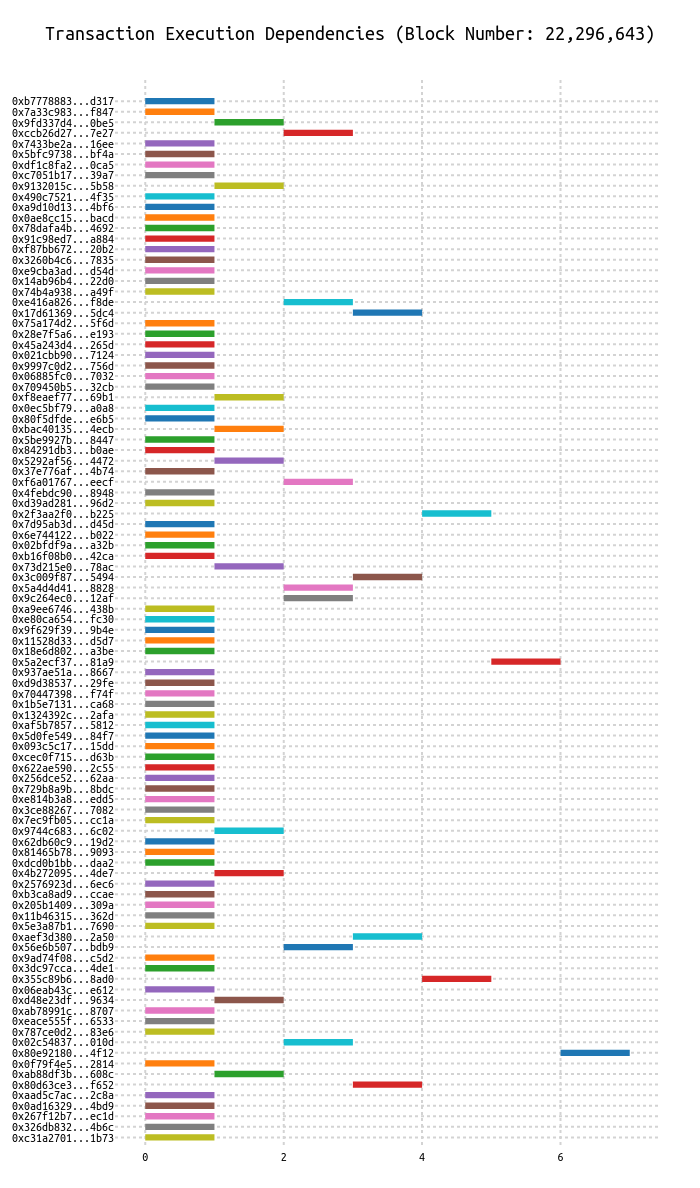 Transaction Execution Dependencies (Block Number: 22,296,643)
0xb7778883...d317
0x7a33c983...f847
0x9fd337d4...0be5
0xccb26d27...7e27
0x7433be2a...16ee
0x5bfc9738...bf4a
0xdf1c8fa2...0ca5
0xc7051b17...39a7
0x9132015c...5b58
0x490c7521...4f35
0xa9d10d13...4bf6
0x0ae8cc15...bacd
0x78dafa4b...4692
0x91c98ed7...a884
0xf87bb672...20b2
0x3260b4c6...7835
0xe9cba3ad...d54d
0x14ab96b4...22d0
0x74b4a938...a49f
0xe416a826...f8de
0x17d61369...5dc4
0x75a174d2...5f6d
0x28e7f5a6...e193
0x45a243d4...265d
0x021cbb90...7124
0x9997c0d2...756d
0x06885fc0...7032
0x709450b5...32cb
0xf8eaef77...69b1
0x0ec5bf79...a0a8
0x80f5dfde...e6b5
0xbac40135...4ecb
0x5be9927b...8447
0x84291db3...b0ae
0x5292af56...4472
0x37e776af...4b74
0xf6a01767...eecf
0x4febdc90...8948
0xd39ad281...96d2
0x2f3aa2f0...b225
0x7d95ab3d...d45d
0x6e744122...b022
0x02bfdf9a...a32b
0xb16f08b0...42ca
0x73d215e0...78ac
0x3c009f87...5494
0x5a4d4d41...8828
0x9c264ec0...12af
0xa9ee6746...438b
0xe80ca654...fc30
0x9f629f39...9b4e
0x11528d33...d5d7
0x18e6d802...a3be
0x5a2ecf37...81a9
0x937ae51a...8667
0xd9d38537...29fe
0x70447398...f74f
0x1b5e7131...ca68
0x1324392c...2afa
0xaf5b7857...5812
0x5d0fe549...84f7
0x093c5c17...15dd
0xcec0f715...d63b
0x622ae590...2c55
0x256dce52...62aa
0x729b8a9b...8bdc
0xe814b3a8...edd5
0x3ce88267...7082
0x7ec9fb05...cc1a
0x9744c683...6c02
0x62db60c9...19d2
0x81465b78...9093
0xdcd0b1bb...daa2
0x4b272095...4de7
0x2576923d...6ec6
0xb3ca8ad9...ccae
0x205b1409...309a
0x11b46315...362d
0x5e3a87b1...7690
0xaef3d380...2a50
0x56e6b507...bdb9
0x9ad74f08...c5d2
0x3dc97cca...4de1
0x355c89b6...8ad0
0x06eab43c...e612
0xd48e23df...9634
0xab78991c...8707
0xeace555f...6533
0x787ce0d2...83e6
0x02c54837...010d
0x80e92180...4f12
0x0f79f4e5...2814
0xab88df3b...608c
0x80d63ce3...f652
0xaad5c7ac...2c8a
0x0ad16329...4bd9
0x267f12b7...ec1d
0x326db832...4b6c
0xc31a2701...1b73
0 2 4 6